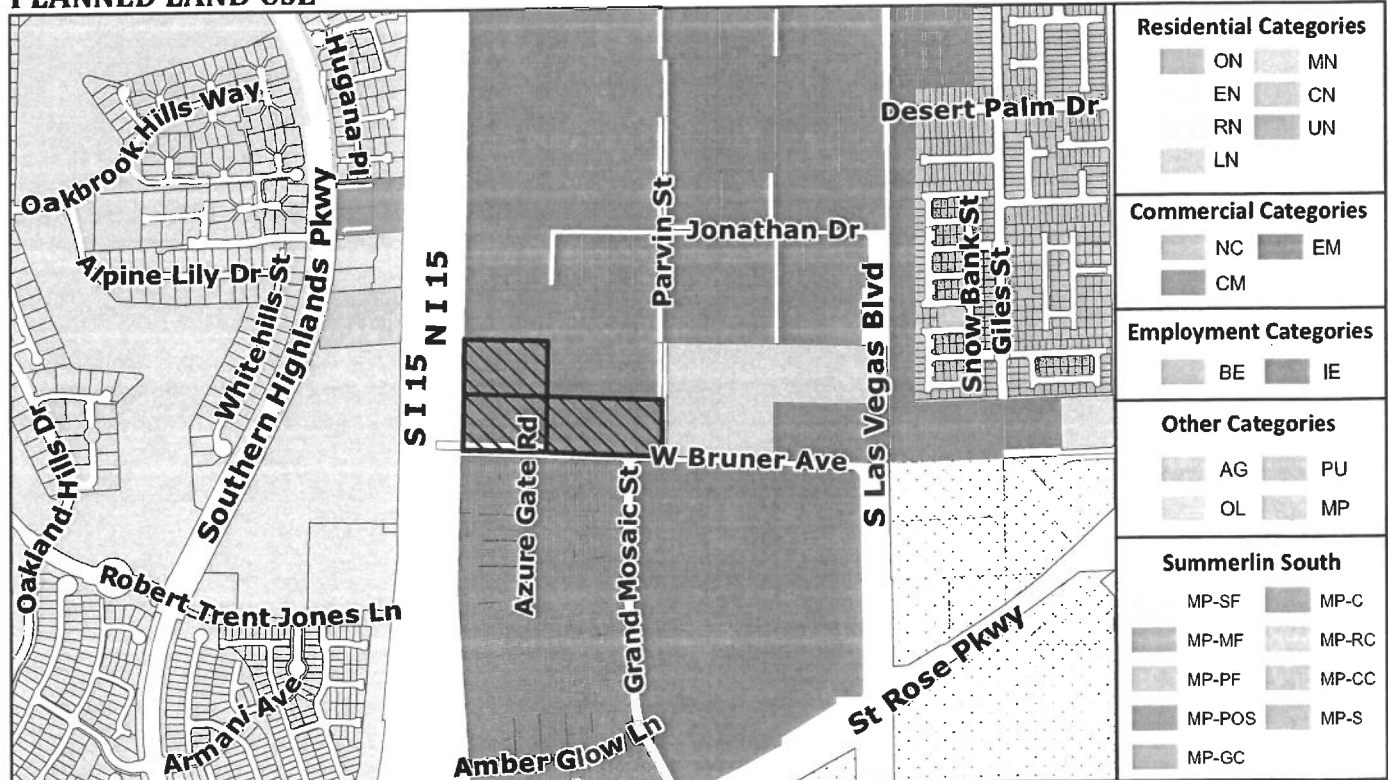 PLANNED LAND USE
Oakbrook Hills Way
Hugana Pl
Desert Palm Dr
Alpine Lily Dr
Whitehills St
Southern Highlands Pkwy
S I 15
N I 15
Parvin St
Jonathan Dr
S Las Vegas Blvd
Snow Bank St
Giles St
Oakland Hills Dr
Azure Gate Rd
W Bruner Ave
Grand Mosaic St
Robert Trent Jones Ln
Armani Ave
Amber Glow Ln
St Rose Pkwy
Residential Categories
ON MN
EN CN
RN UN
LN
Commercial Categories
NC EM
CM
Employment Categories
BE IE
Other Categories
AG PU
OL MP
Summerlin South
MP-SF MP-C
MP-MF MP-RC
MP-PF MP-CC
MP-POS MP-S
MP-GC